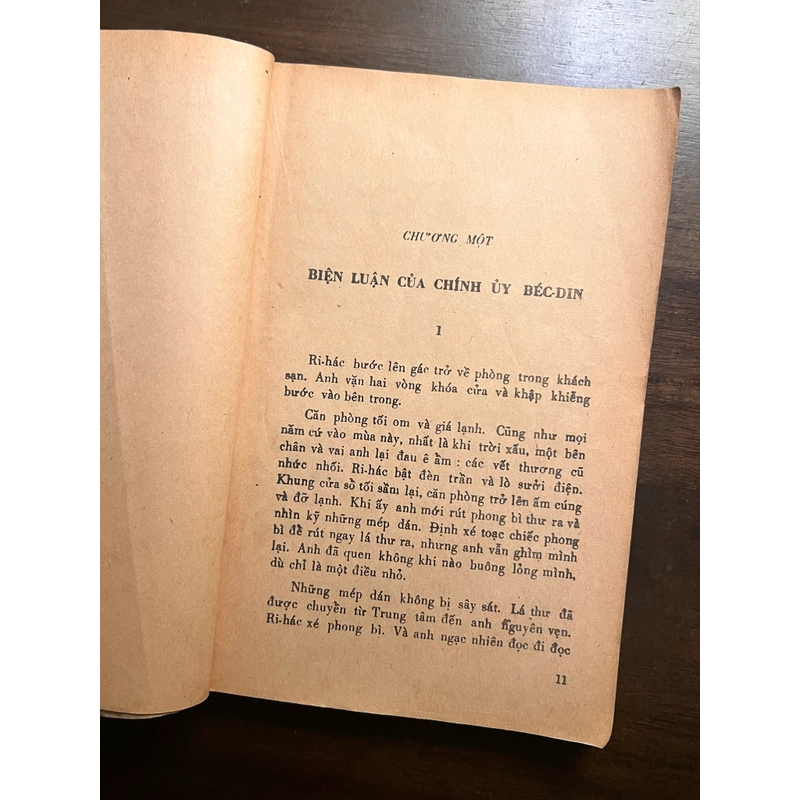 CHƯƠNG MỘT
BIỆN LUẬN CỦA CHÍNH ỦY BÉC-DIN
1
Ri-hác bước lên gác trở về phòng trong khách
sạn. Anh vặn hai vòng khóa cửa và khập khiễng
bước vào bên trong.
Căn phòng tối om và giá lạnh. Cũng như mọi
năm cứ vào mùa này, nhất là khi trời xấu, một bên
chân và vai anh lại đau ê ẩm : các vết thương cũ
nhức nhối. Ri-hác bật đèn trần và lò sưởi điện.
Khung cửa sổ tối sầm lại, căn phòng trở lên ấm cúng
và đỡ lạnh. Khi ấy anh mới rút phong bì thư ra và
nhìn kỹ những mép dán. Định xé toạc chiếc phong
bì để rút ngay lá thư ra, nhưng anh vẫn ghìm mình
lại. Anh đã quen không khi nào buông lỏng mình,
dù chỉ là một điều nhỏ.
Những mép dán không bị sây sát. Lá thư đã
được chuyển từ Trung tâm đến anh nguyên vẹn.
Ri-hác xé phong bì. Và anh ngạc nhiên đọc đi đọc
11